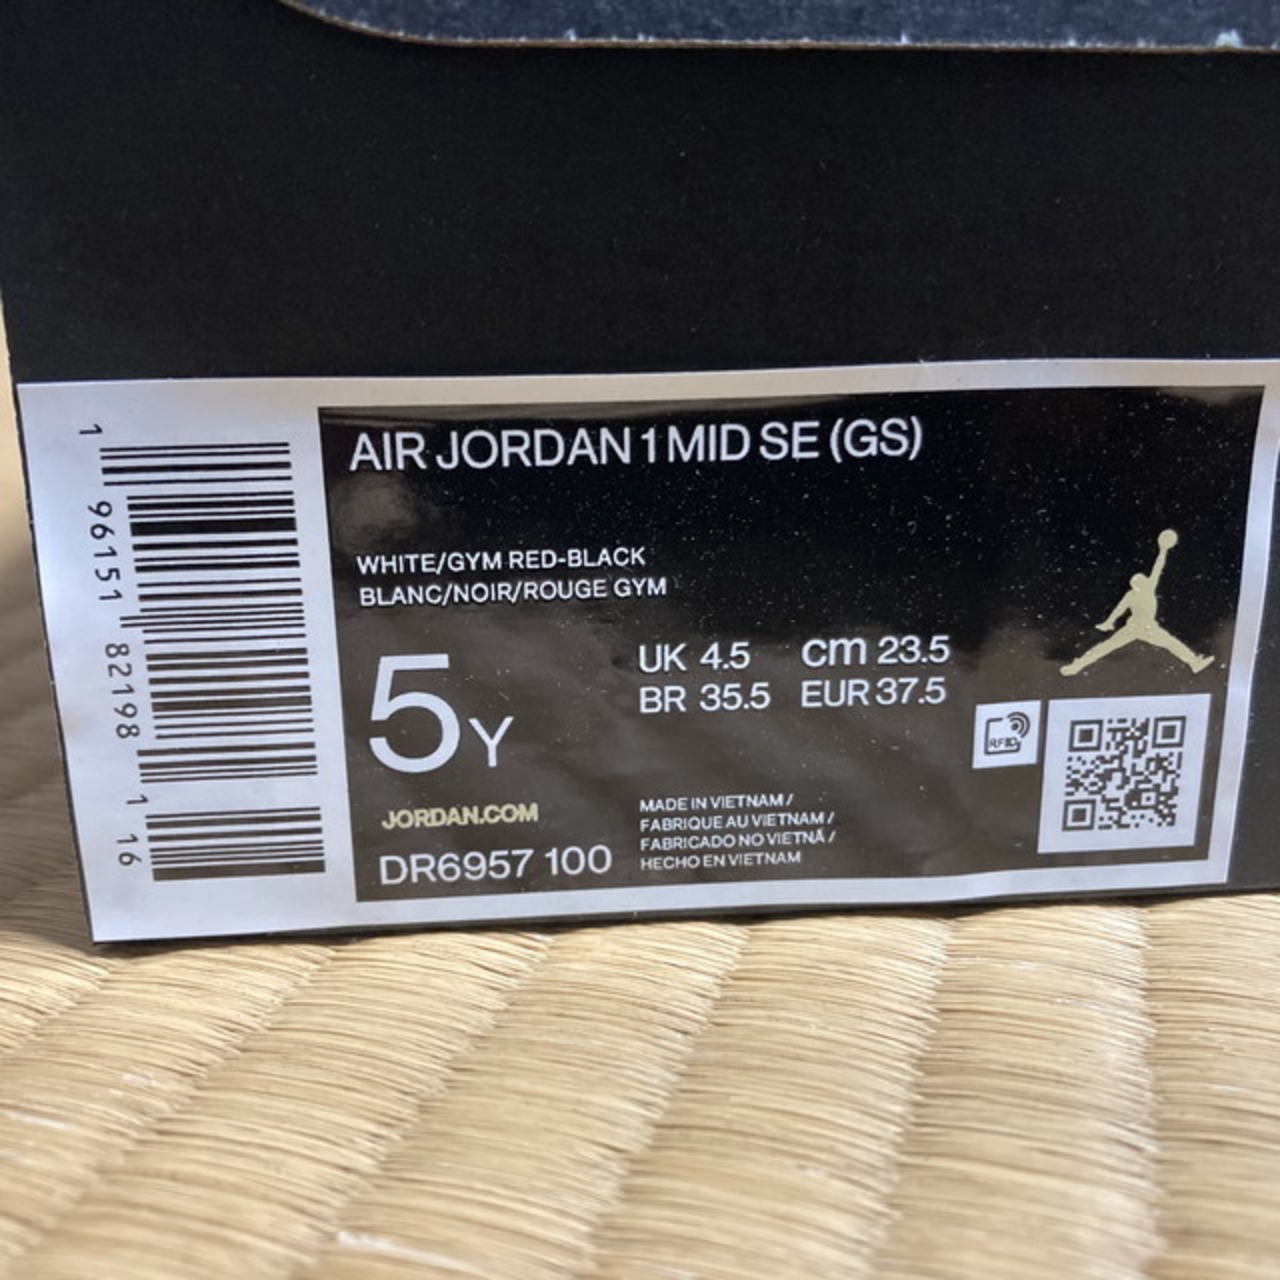 AIR JORDAN 1 MID SE (GS)
WHITE/GYM RED-BLACK
BLANC/NOIR/ROUGE GYM
5Y
UK 4.5 cm 23.5
BR 35.5 EUR 37.5
RFID
JORDAN.COM
DR6957 100
MADE IN VIETNAM /
FABRIQUE AU VIETNAM /
FABRICADO NO VIETNÃ /
HECHO EN VIETNAM
1 96151 82198 1 16